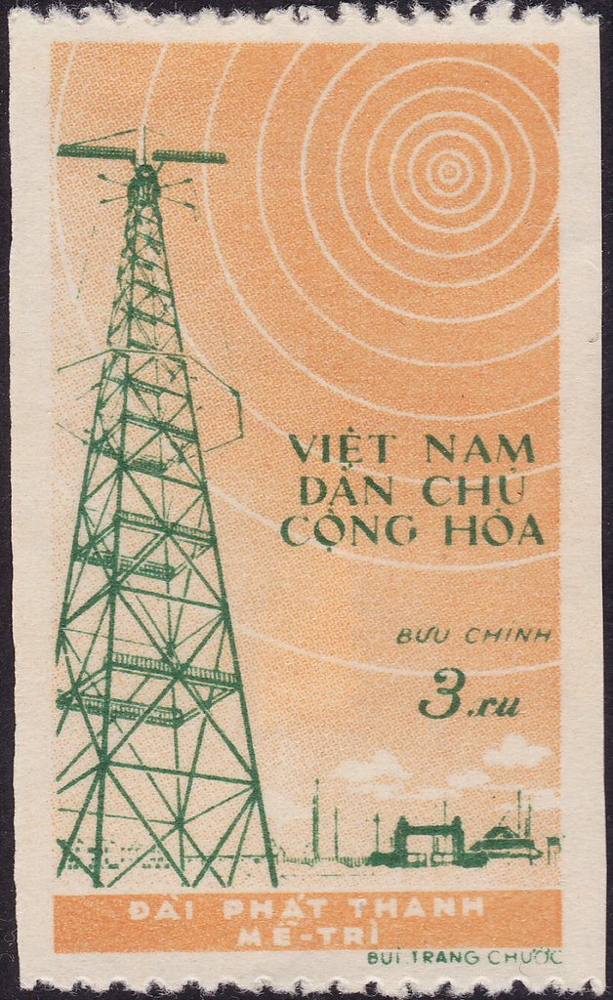 VIỆT NAM
DÂN CHỦ
CỘNG HÒA
BƯU CHÍNH
3.xu
ĐÀI PHÁT THANH
MỄ-TRÌ
BÙI TRANG CHƯỚC